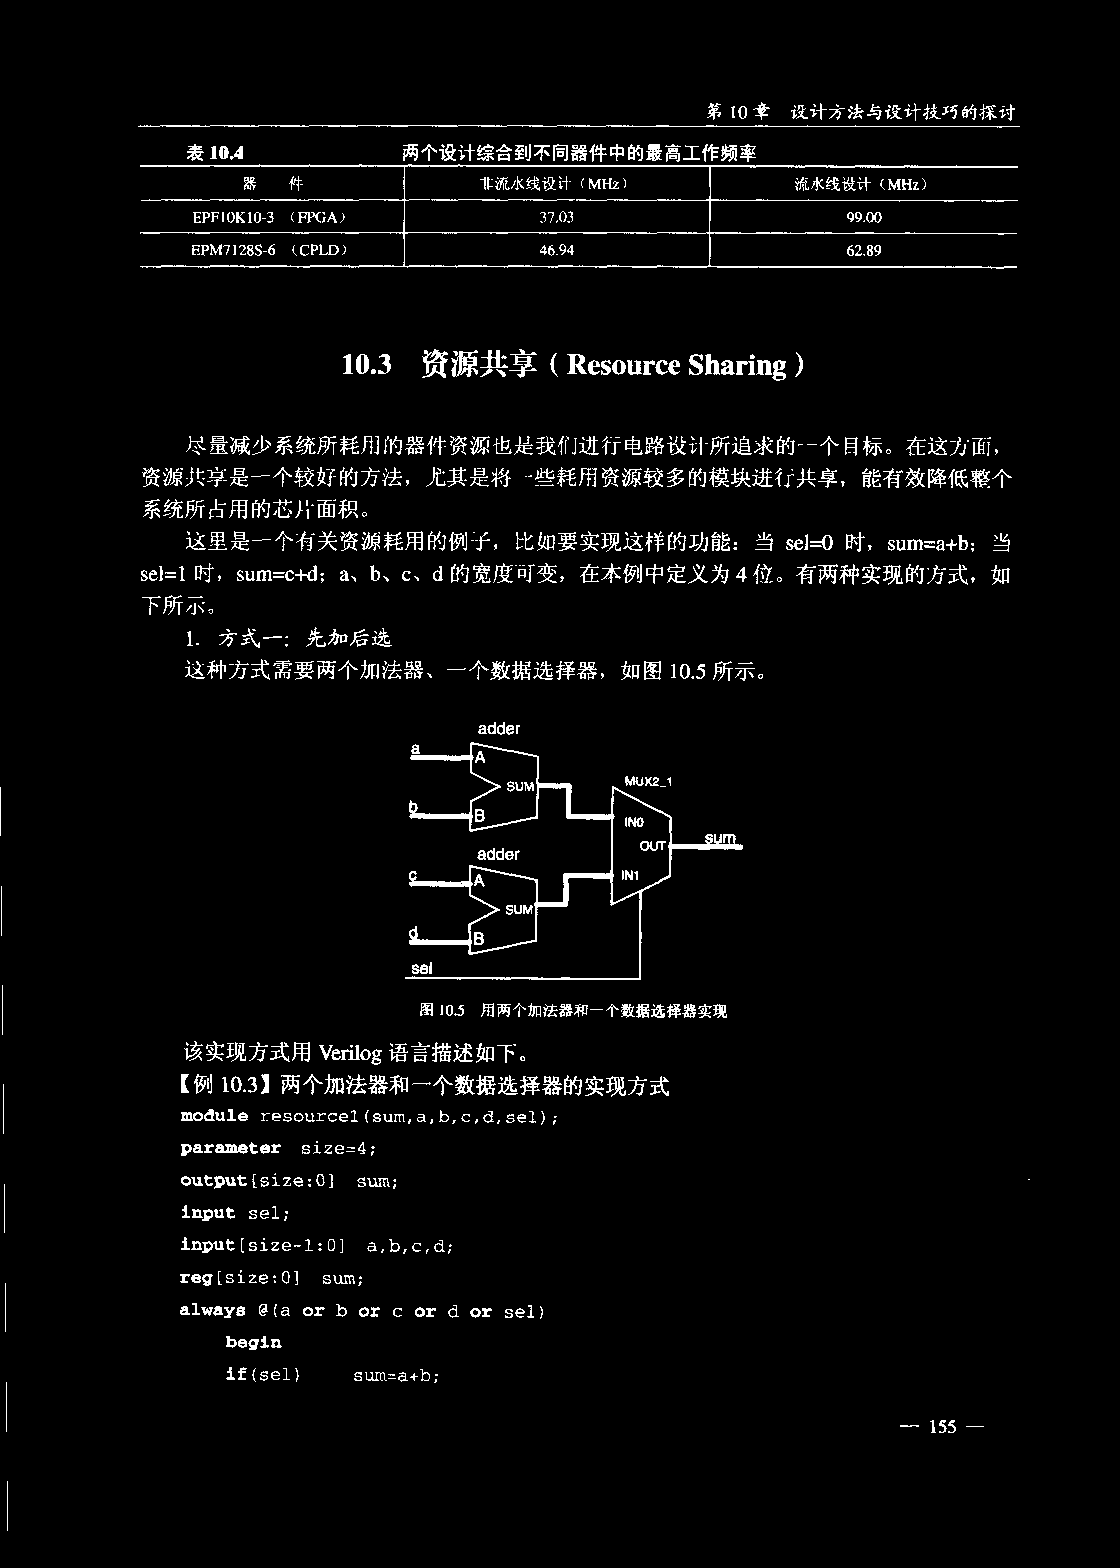 第 10 章 设计方法与设计技巧的探讨
表 10.4 两个设计综合到不同器件中的最高工作频率
器 件 非流水线设计（MHz） 流水线设计（MHz）
EPF10K10-3 （FPGA） 37.03 99.00
EPM7128S-6 （CPLD） 46.94 62.89
10.3 资源共享（Resource Sharing）
尽量减少系统所耗用的器件资源也是我们进行电路设计所追求的一个目标。在这方面，
资源共享是一个较好的方法，尤其是将一些耗用资源较多的模块进行共享，能有效降低整个
系统所占用的芯片面积。
这里是一个有关资源耗用的例子，比如要实现这样的功能：当 sel=0 时，sum=a+b；当
sel=1 时，sum=c+d；a、b、c、d 的宽度可变，在本例中定义为 4 位。有两种实现的方式，如
下所示。
1. 方式一：先加后选
这种方式需要两个加法器、一个数据选择器，如图 10.5 所示。
adder
a
A
SUM
MUX2_1
b
B
IN0
OUT
sum
adder
c
A
IN1
SUM
d
B
sel
图 10.5 用两个加法器和一个数据选择器实现
该实现方式用 Verilog 语言描述如下。
【例 10.3】两个加法器和一个数据选择器的实现方式
module resource1(sum,a,b,c,d,sel);
parameter size=4;
output[size:0] sum;
input sel;
input[size-1:0] a,b,c,d;
reg[size:0] sum;
always @(a or b or c or d or sel)
begin
if(sel) sum=a+b;
— 155 —